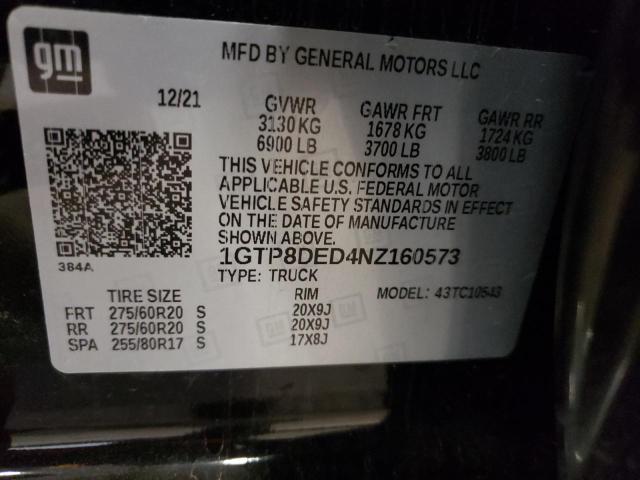 gm
MFD BY GENERAL MOTORS LLC
12/21
GVWR GAWR FRT GAWR RR
3130 KG 1678 KG 1724 KG
6900 LB 3700 LB 3800 LB
THIS VEHICLE CONFORMS TO ALL
APPLICABLE U.S. FEDERAL MOTOR
VEHICLE SAFETY STANDARDS IN EFFECT
ON THE DATE OF MANUFACTURE
SHOWN ABOVE.
384A
1GTP8DED4NZ160573
TYPE: TRUCK
TIRE SIZE RIM MODEL: 43TC10543
FRT 275/60R20 S 20X9J
RR 275/60R20 S 20X9J
SPA 255/80R17 S 17X8J